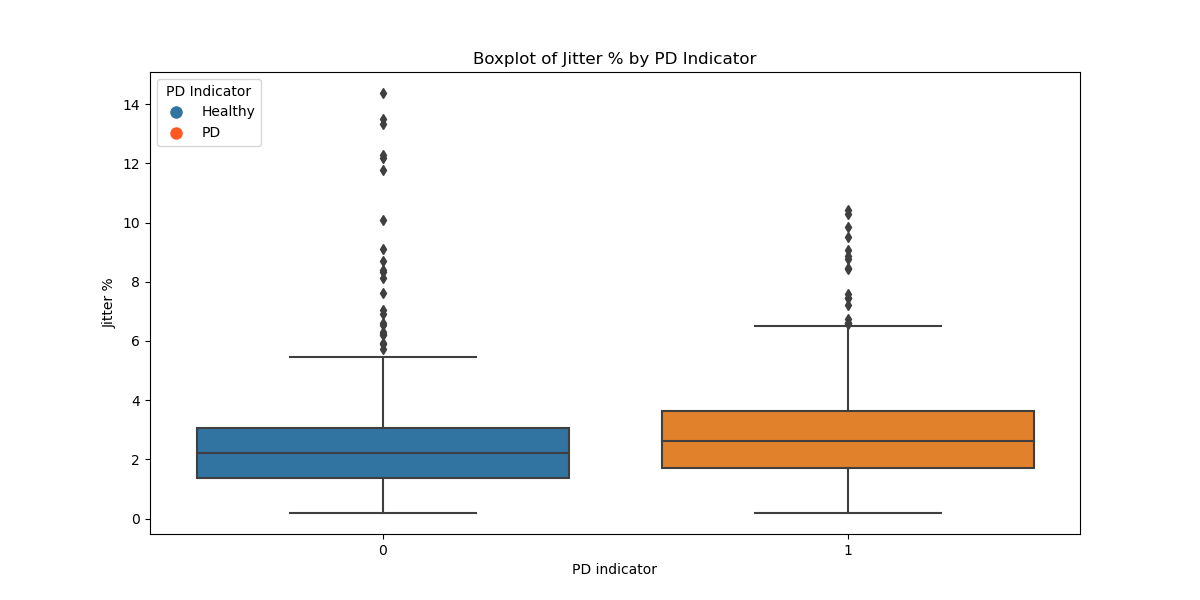 Boxplot of Jitter % by PD Indicator
PD Indicator
Healthy
PD
14
12
10
8
6
4
2
0
Jitter %
0
1
PD indicator